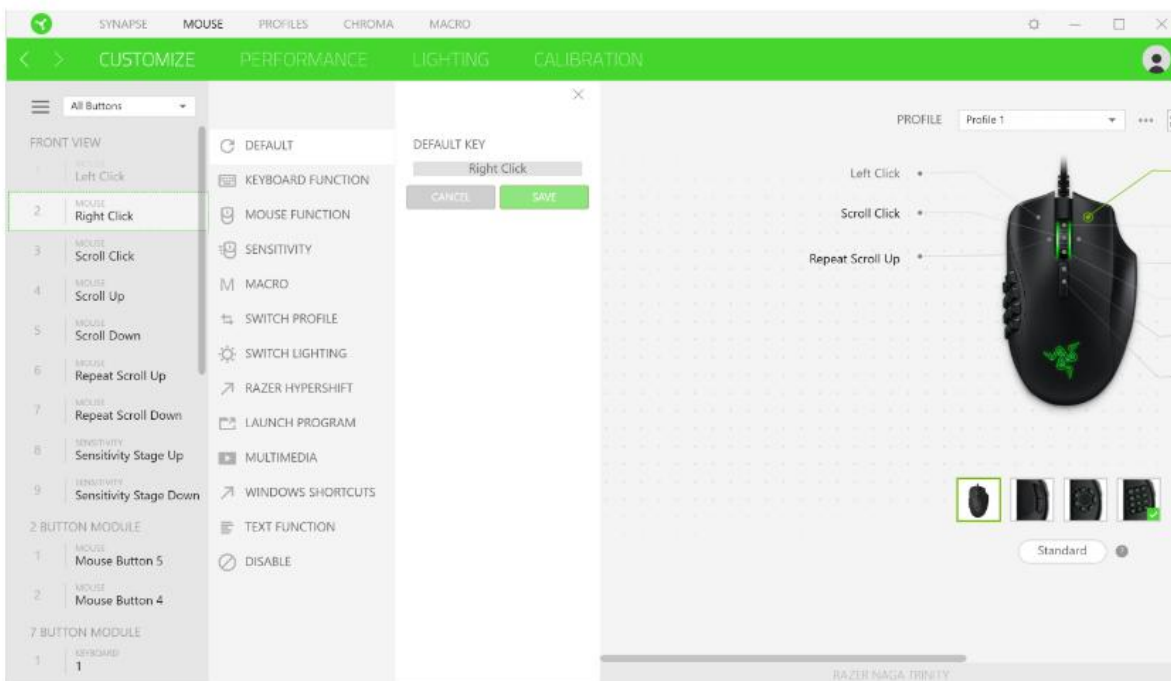 SYNAPSE MOUSE PROFILES CHROMA MACRO
CUSTOMIZE PERFORMANCE LIGHTING CALIBRATION
All Buttons
FRONT VIEW
1 MOUSE
Left Click
2 MOUSE
Right Click
3 MOUSE
Scroll Click
4 MOUSE
Scroll Up
5 MOUSE
Scroll Down
6 MOUSE
Repeat Scroll Up
7 MOUSE
Repeat Scroll Down
8 SENSITIVITY
Sensitivity Stage Up
9 SENSITIVITY
Sensitivity Stage Down
2 BUTTON MODULE
1 MOUSE
Mouse Button 5
2 MOUSE
Mouse Button 4
7 BUTTON MODULE
1 KEYBOARD
1
DEFAULT
KEYBOARD FUNCTION
MOUSE FUNCTION
SENSITIVITY
MACRO
SWITCH PROFILE
SWITCH LIGHTING
RAZER HYPERSHIFT
LAUNCH PROGRAM
MULTIMEDIA
WINDOWS SHORTCUTS
TEXT FUNCTION
DISABLE
DEFAULT KEY
Right Click
CANCEL SAVE
PROFILE Profile 1
Left Click
Scroll Click
Repeat Scroll Up
Standard ?
RAZER NAGA TRINITY